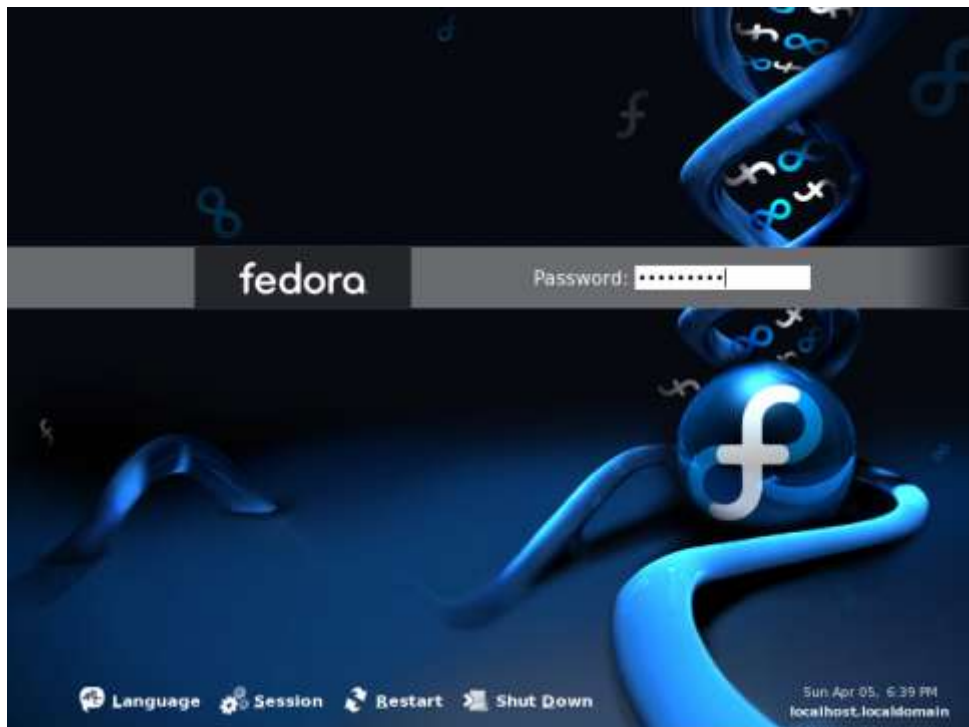 fedora
Password: •••••••••
Language Session Restart Shut Down
Sun Apr 05, 6:39 PM
localhost.localdomain